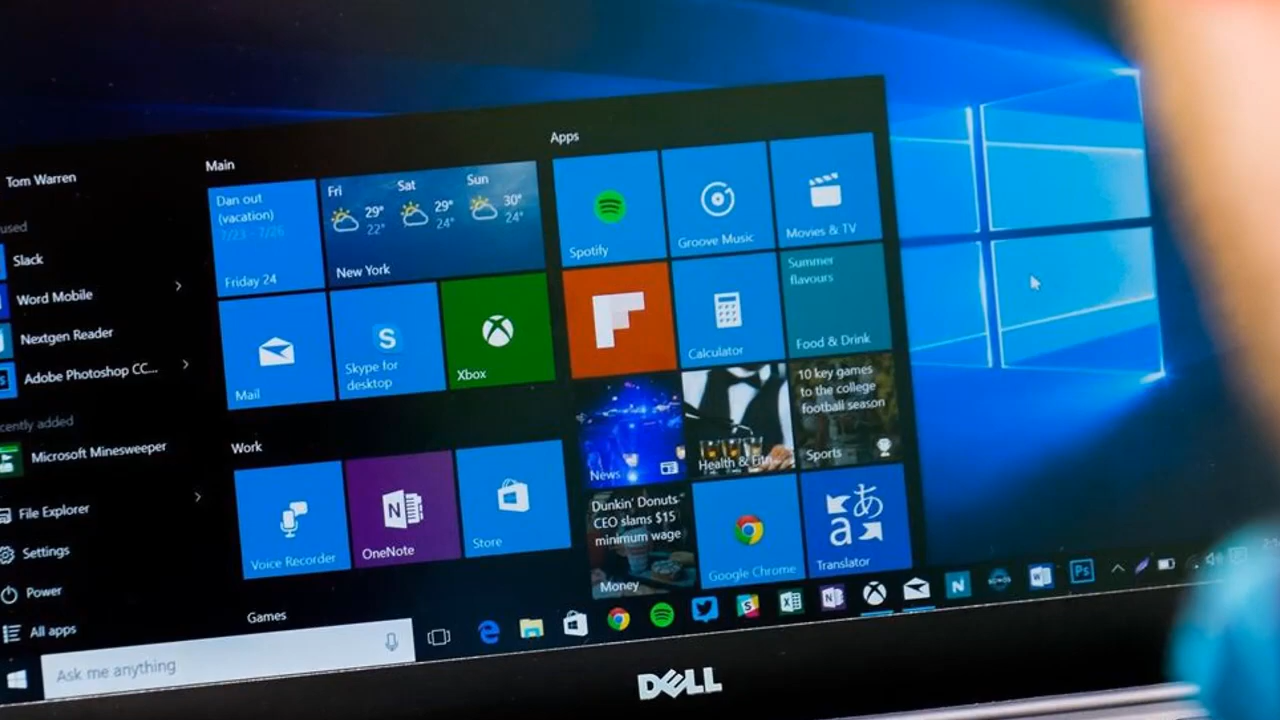 Tom Warren
used
Slack
Word Mobile
Nextgen Reader
Adobe Photoshop CC...
ecently added
Microsoft Minesweeper
File Explorer
Settings
Power
All apps
Ask me anything
Main
Dan out
(vacation)
7/23 - 7/26
Friday 24
Fri
29°
22°
Sat
29°
24°
Sun
30°
24°
New York
Mail
S
Skype for
desktop
Xbox
Work
Voice Recorder
N
OneNote
Store
Games
Apps
Spotify
Groove Music
Movies & TV
Calculator
Summer
flavours
Food & Drink
News
Health & Fitn
10 key games
to the college
football season
Sports
Dunkin' Donuts
CEO slams $15
minimum wage
Money
Google Chrome
あ
a
Translator
N
Ps
DELL